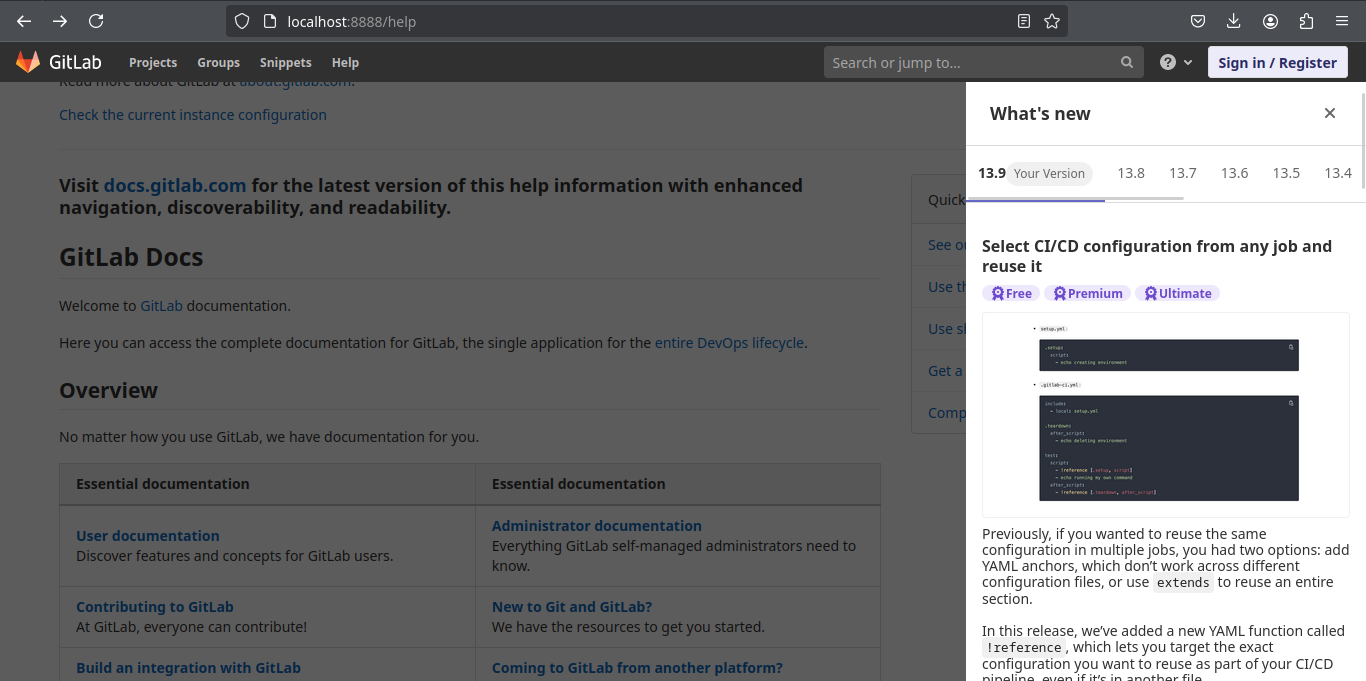 localhost:8888/help
GitLab
Projects
Groups
Snippets
Help
Search or jump to...
Sign in / Register
Read more about GitLab at about.gitlab.com.
Check the current instance configuration
Visit docs.gitlab.com for the latest version of this help information with enhanced
navigation, discoverability, and readability.
GitLab Docs
Welcome to GitLab documentation.
Here you can access the complete documentation for GitLab, the single application for the entire DevOps lifecycle.
Overview
No matter how you use GitLab, we have documentation for you.
Essential documentation
Essential documentation
User documentation
Discover features and concepts for GitLab users.
Administrator documentation
Everything GitLab self-managed administrators need to
know.
Contributing to GitLab
At GitLab, everyone can contribute!
New to Git and GitLab?
We have the resources to get you started.
Build an integration with GitLab
Coming to GitLab from another platform?
Quick
See ou
Use th
Use sh
Get a
Comp
What's new
13.9 Your Version 13.8 13.7 13.6 13.5 13.4
Select CI/CD configuration from any job and
reuse it
Free Premium Ultimate
• setup.yml:
.setup:
script:
- echo creating environment
• .gitlab-ci.yml:
include:
- local: setup.yml
.teardown:
after_script:
- echo deleting environment
test:
script:
- !reference [.setup, script]
- echo running my own command
after_script:
- !reference [.teardown, after_script]
Previously, if you wanted to reuse the same
configuration in multiple jobs, you had two options: add
YAML anchors, which don’t work across different
configuration files, or use extends to reuse an entire
section.
In this release, we’ve added a new YAML function called
!reference, which lets you target the exact
configuration you want to reuse as part of your CI/CD
pipeline, even if it’s in another file.